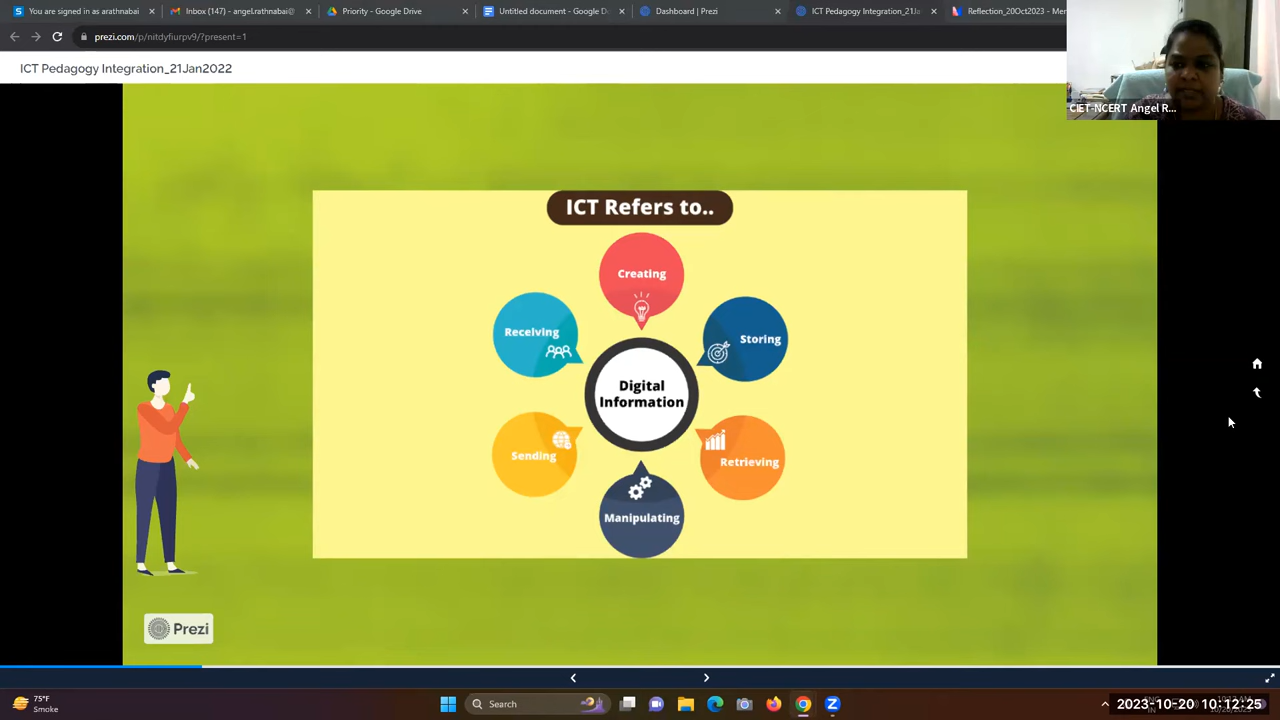 You are signed in as arathnabai
Inbox (147) - angel.rathnabai@
Priority - Google Drive
Untitled document - Google D
Dashboard | Prezi
ICT Pedagogy Integration_21Ja
Reflection_20Oct2023 - Men
prezi.com/p/nitdyfiurpv9/?present=1
ICT Pedagogy Integration_21Jan2022
CIET-NCERT Angel R...
ICT Refers to..
Creating
Receiving
Storing
Digital
Information
Sending
Retrieving
Manipulating
Prezi
75°F
Smoke
Search
2023-10-20 10:12:25